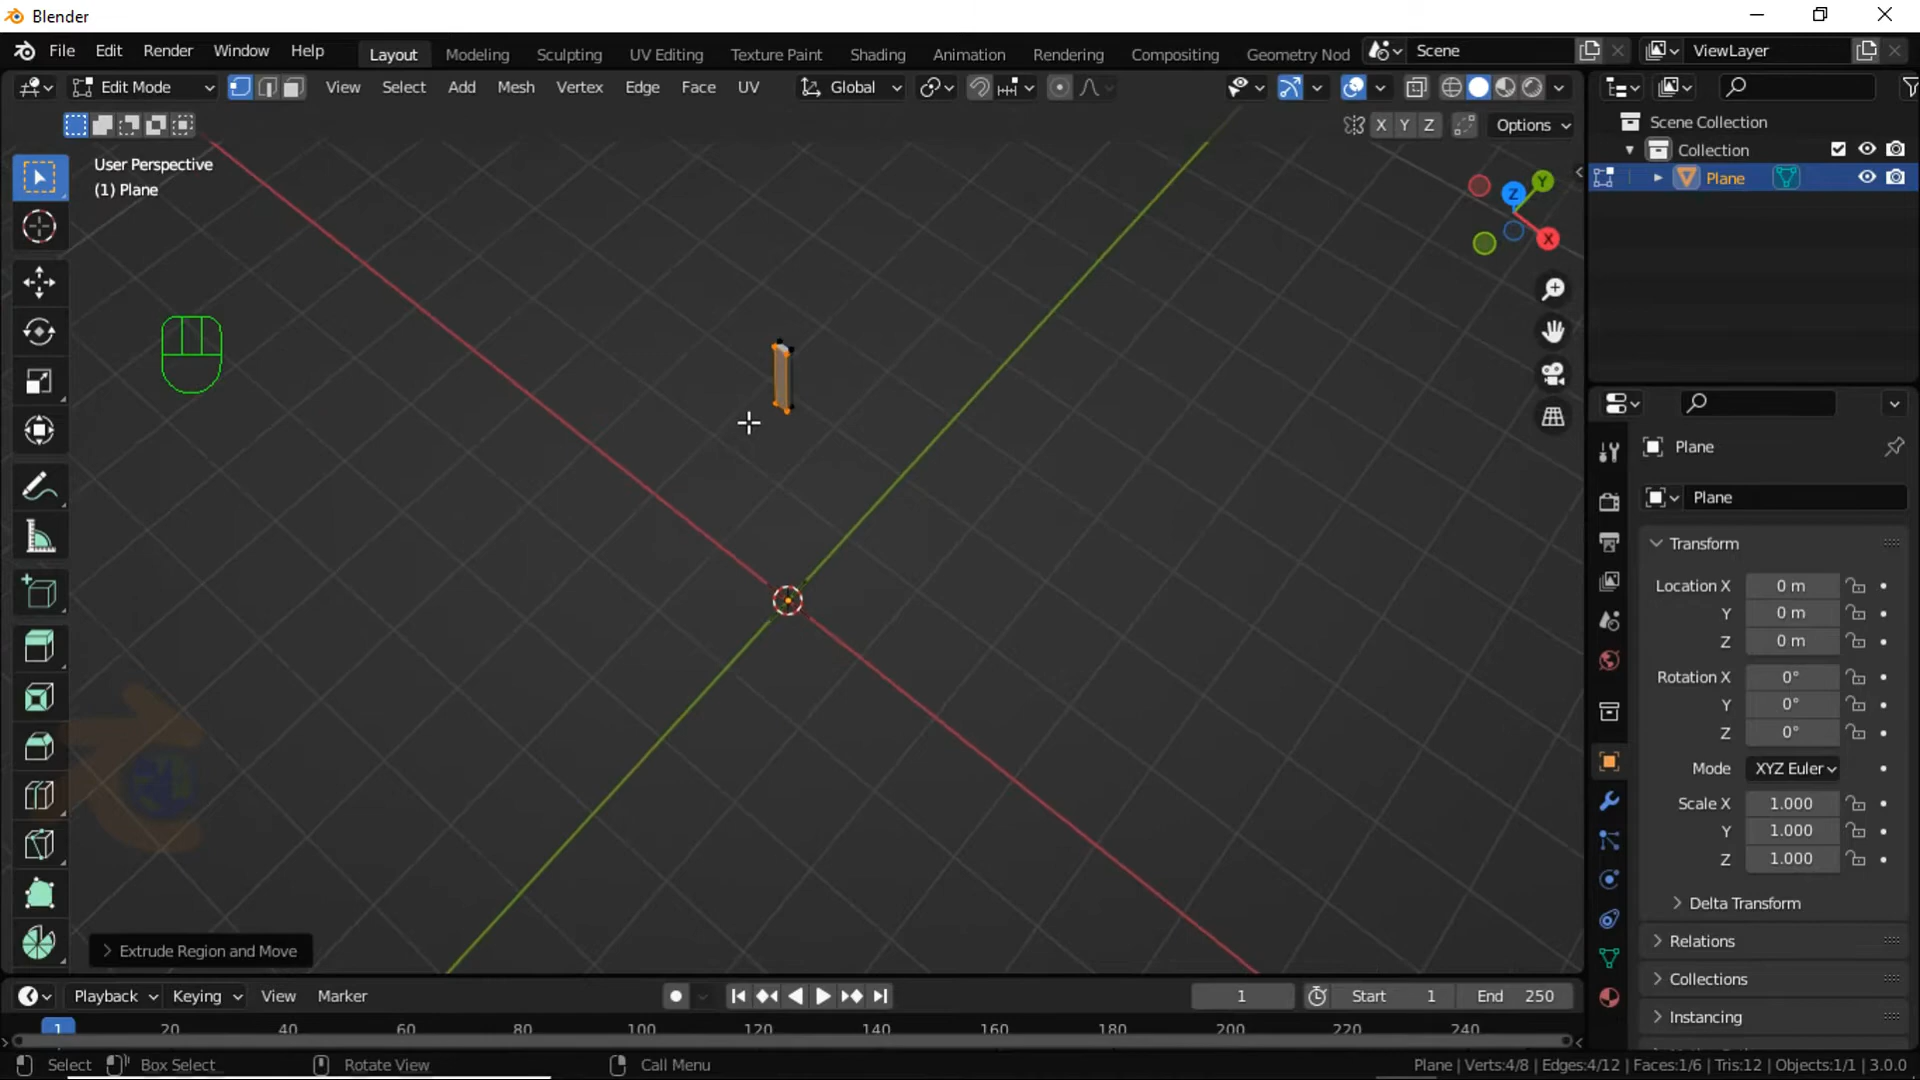 Blender
File Edit Render Window Help Layout Modeling Sculpting UV Editing Texture Paint Shading Animation Rendering Compositing Geometry Nod Scene ViewLayer
Edit Mode View Select Add Mesh Vertex Edge Face UV Global
X Y Z Options
User Perspective
(1) Plane
Z Y X
Scene Collection
Collection
Plane
Plane
Plane
Transform
Location X 0 m
Y 0 m
Z 0 m
Rotation X 0°
Y 0°
Z 0°
Mode XYZ Euler
Scale X 1.000
Y 1.000
Z 1.000
Delta Transform
Relations
Collections
Instancing
Extrude Region and Move
Playback Keying View Marker 1 Start 1 End 250
1 20 40 60 80 100 120 140 160 180 200 220 240
Select Box Select Rotate View Call Menu Plane | Verts:4/8 | Edges:4/12 | Faces:1/6 | Tris:12 | Objects:1/1 | 3.0.0